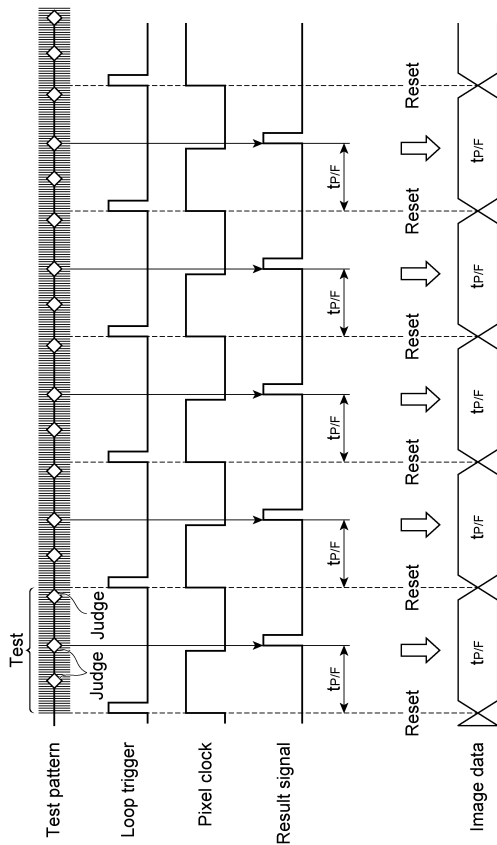 Test
Test pattern
Judge
Judge
Loop trigger
Pixel clock
Result signal
tP/F
tP/F
tP/F
tP/F
tP/F
Reset
Reset
Reset
Reset
Reset
Reset
Image data
tP/F
tP/F
tP/F
tP/F
tP/F